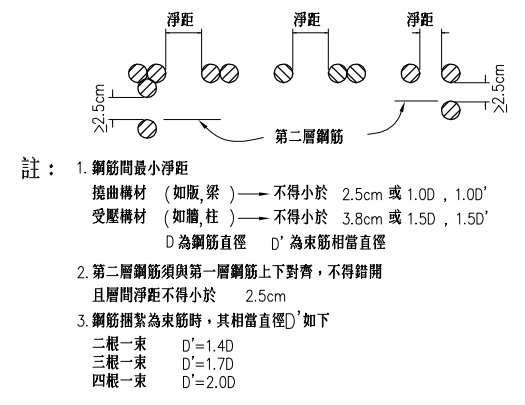 淨距 淨距 淨距
≥2.5cm ≥2.5cm
第二層鋼筋
註： 1. 鋼筋間最小淨距
撓曲構材 (如版,梁 ) → 不得小於 2.5cm 或 1.0D , 1.0D'
受壓構材 (如牆,柱 ) → 不得小於 3.8cm 或 1.5D , 1.5D'
D 為鋼筋直徑 D' 為束筋相當直徑
2. 第二層鋼筋須與第一層鋼筋上下對齊，不得錯開
且層間淨距不得小於 2.5cm
3. 鋼筋捆紮為束筋時，其相當直徑D'如下
二根一束 D'=1.4D
三根一束 D'=1.7D
四根一束 D'=2.0D